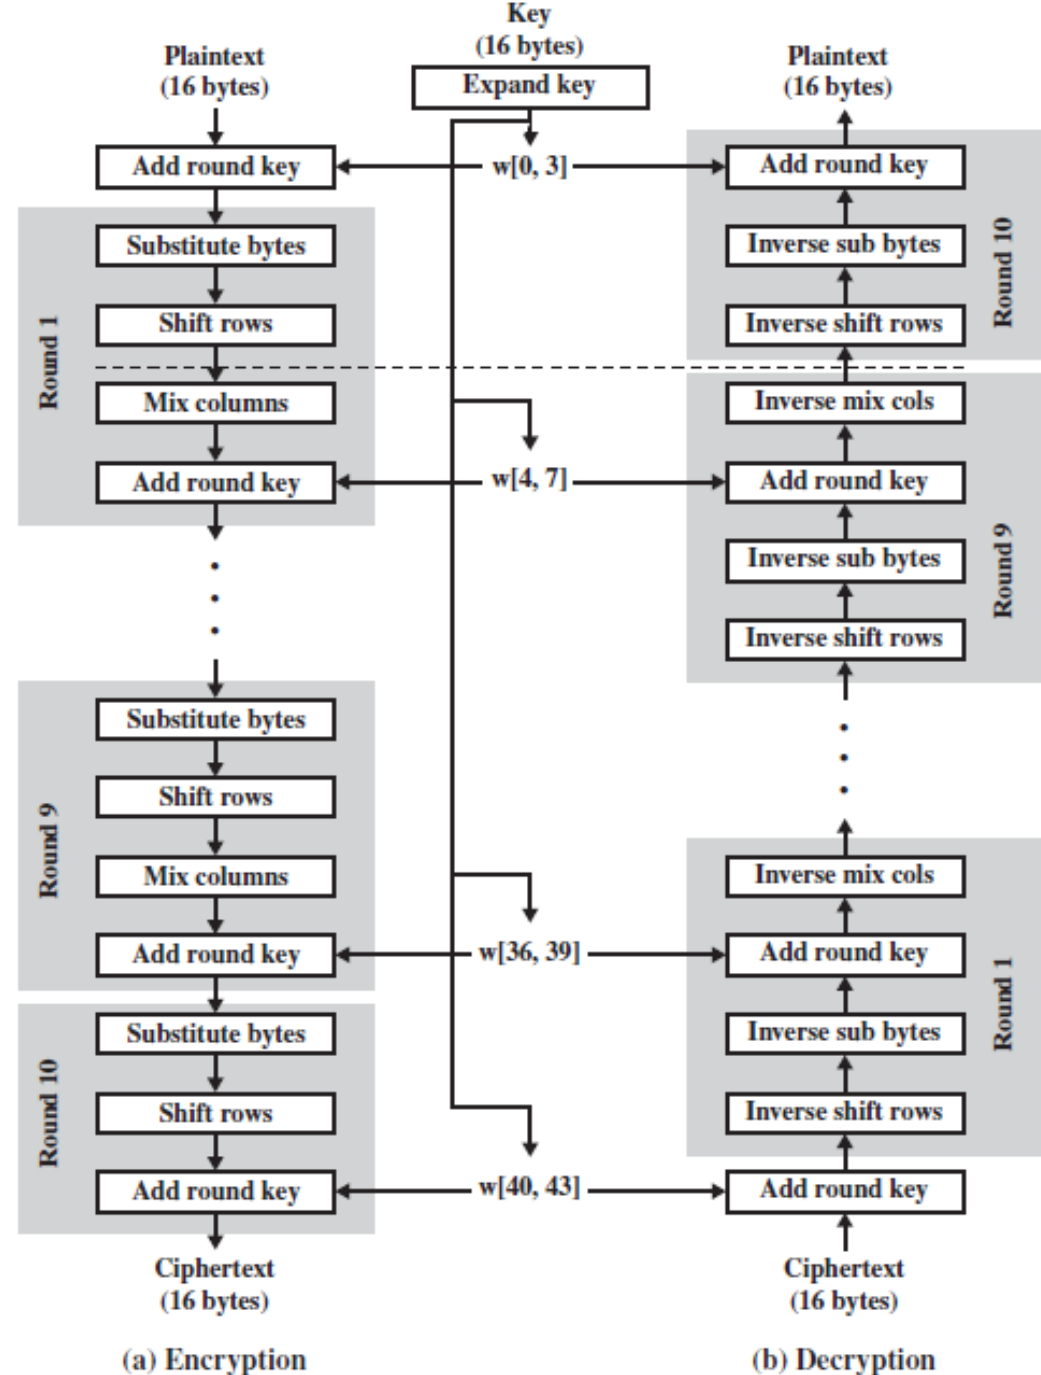 Key
(16 bytes)
Plaintext
(16 bytes)
Expand key
Plaintext
(16 bytes)
Add round key
w[0, 3]
Add round key
Substitute bytes
Inverse sub bytes
Round 10
Shift rows
Inverse shift rows
Round 1
Mix columns
Inverse mix cols
Add round key
w[4, 7]
Add round key
Inverse sub bytes
Round 9
Inverse shift rows
Substitute bytes
Shift rows
Round 9
Mix columns
Inverse mix cols
Add round key
w[36, 39]
Add round key
Substitute bytes
Inverse sub bytes
Round 1
Round 10
Shift rows
Inverse shift rows
Add round key
w[40, 43]
Add round key
Ciphertext
(16 bytes)
Ciphertext
(16 bytes)
(a) Encryption
(b) Decryption